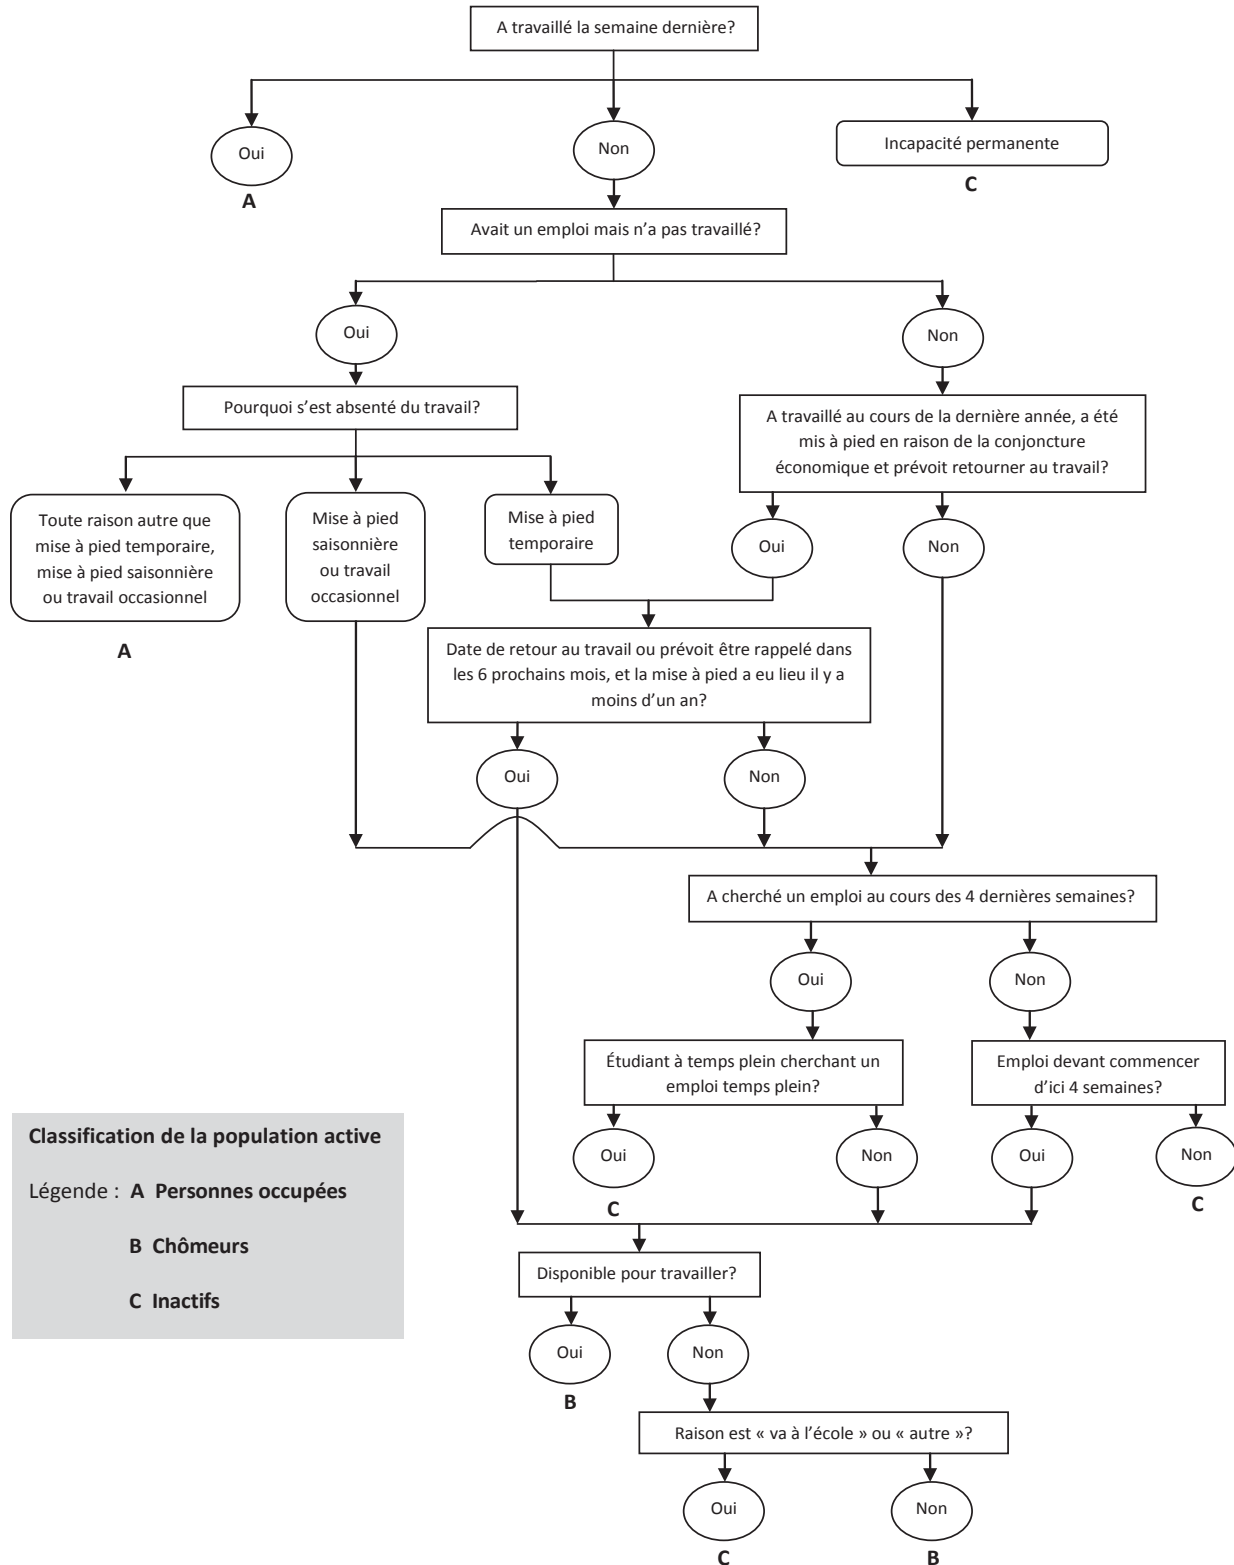 A travaillé la semaine dernière?
Oui
Non
Incapacité permanente
A
C
Avait un emploi mais n'a pas travaillé?
Oui
Non
Pourquoi s'est absenté du travail?
A travaillé au cours de la dernière année, a été
mis à pied en raison de la conjoncture
économique et prévoit retourner au travail?
Toute raison autre que
mise à pied temporaire,
mise à pied saisonnière
ou travail occasionnel
A
Mise à pied
saisonnière
ou travail
occasionnel
Mise à pied
temporaire
Oui
Non
Date de retour au travail ou prévoit être rappelé dans
les 6 prochains mois, et la mise à pied a eu lieu il y a
moins d'un an?
Oui
Non
A cherché un emploi au cours des 4 dernières semaines?
Oui
Non
Étudiant à temps plein cherchant un
emploi temps plein?
Emploi devant commencer
d'ici 4 semaines?
Oui
Non
Oui
Non
C
C
Classification de la population active
Légende : A Personnes occupées
B Chômeurs
C Inactifs
Disponible pour travailler?
Oui
Non
B
Raison est « va à l'école » ou « autre »?
Oui
Non
C
B